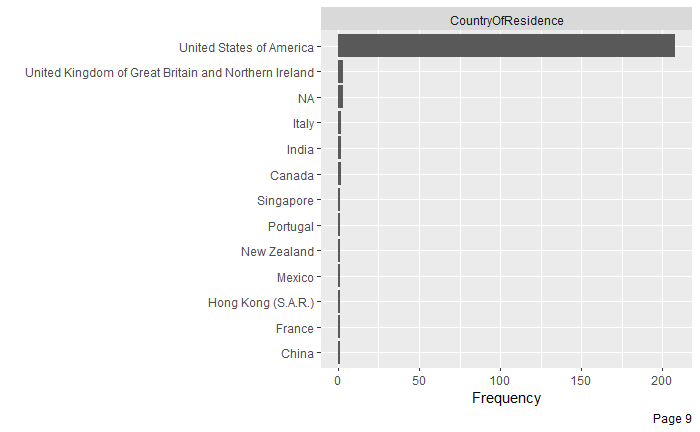 CountryOfResidence
United States of America
United Kingdom of Great Britain and Northern Ireland
NA
Italy
India
Canada
Singapore
Portugal
New Zealand
Mexico
Hong Kong (S.A.R.)
France
China
0 50 100 150 200
Frequency
Page 9